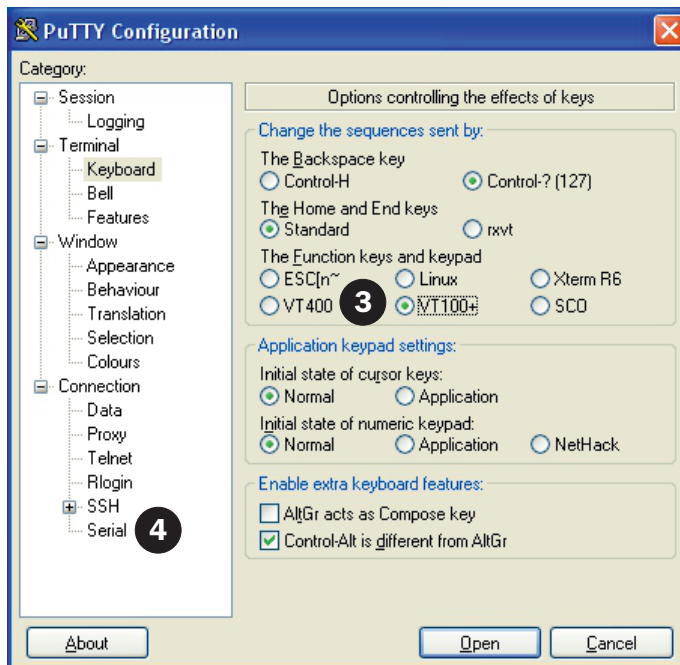 PuTTY Configuration
Category:
Session
Logging
Terminal
Keyboard
Bell
Features
Window
Appearance
Behaviour
Translation
Selection
Colours
Connection
Data
Proxy
Telnet
Rlogin
SSH
Serial
4
Options controlling the effects of keys
Change the sequences sent by:
The Backspace key
Control-H Control-? (127)
The Home and End keys
Standard rxvt
The Function keys and keypad
ESC[n~ Linux Xterm R6
VT400 3 VT100+ SCO
Application keypad settings:
Initial state of cursor keys:
Normal Application
Initial state of numeric keypad:
Normal Application NetHack
Enable extra keyboard features:
AltGr acts as Compose key
Control-Alt is different from AltGr
About Open Cancel